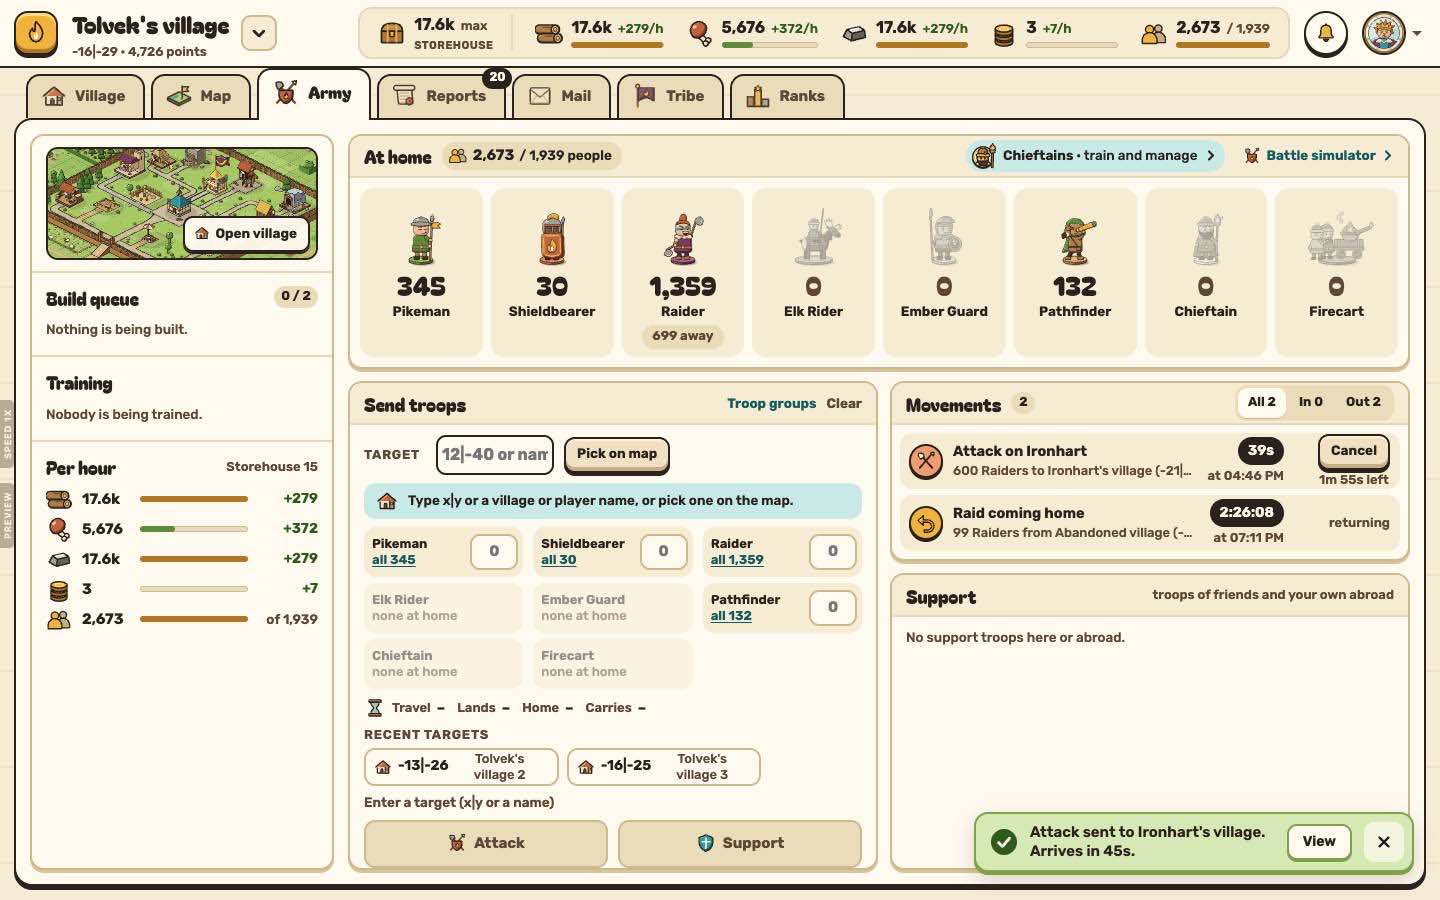 Tolvek's village
-16|-29 • 4,726 points
17.6k max
STOREHOUSE
17.6k +279/h
5,676 +372/h
17.6k +279/h
3 +7/h
2,673 / 1,939
Village
Map
Army
Reports
20
Mail
Tribe
Ranks
Open village
Build queue
0 / 2
Nothing is being built.
Training
Nobody is being trained.
Per hour
Storehouse 15
17.6k +279
5,676 +372
17.6k +279
3 +7
2,673 of 1,939
SPEED 1X
PREVIEW
At home
2,673 / 1,939 people
Chieftains · train and manage
Battle simulator
345
Pikeman
30
Shieldbearer
1,359
Raider
699 away
0
Elk Rider
0
Ember Guard
132
Pathfinder
0
Chieftain
0
Firecart
Send troops
Troop groups
Clear
TARGET
12|-40 or nam
Pick on map
Type x|y or a village or player name, or pick one on the map.
Pikeman
all 345
0
Shieldbearer
all 30
0
Raider
all 1,359
0
Elk Rider
none at home
Ember Guard
none at home
Pathfinder
all 132
0
Chieftain
none at home
Firecart
none at home
Travel – Lands – Home – Carries –
RECENT TARGETS
-13|-26
Tolvek's
village 2
-16|-25
Tolvek's
village 3
Enter a target (x|y or a name)
Attack
Support
Movements
2
All 2
In 0
Out 2
Attack on Ironhart
600 Raiders to Ironhart's village (-21|...
39s
at 04:46 PM
Cancel
1m 55s left
Raid coming home
99 Raiders from Abandoned village (-...
2:26:08
at 07:11 PM
returning
Support
troops of friends and your own abroad
No support troops here or abroad.
Attack sent to Ironhart's village.
Arrives in 45s.
View